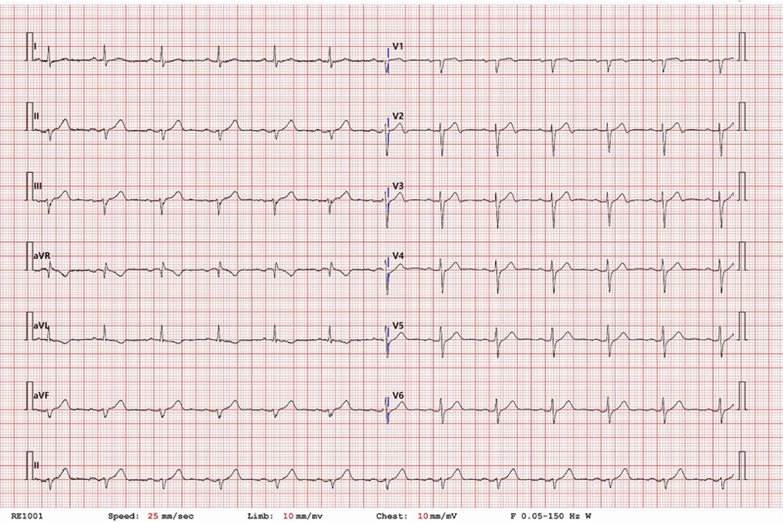 I V1
II V2
III V3
aVR V4
aVL V5
aVF V6
II
RE1001 Speed: 25 mm/sec Limb: 10 mm/mv Chest: 10 mm/mV F 0.05-150 Hz W